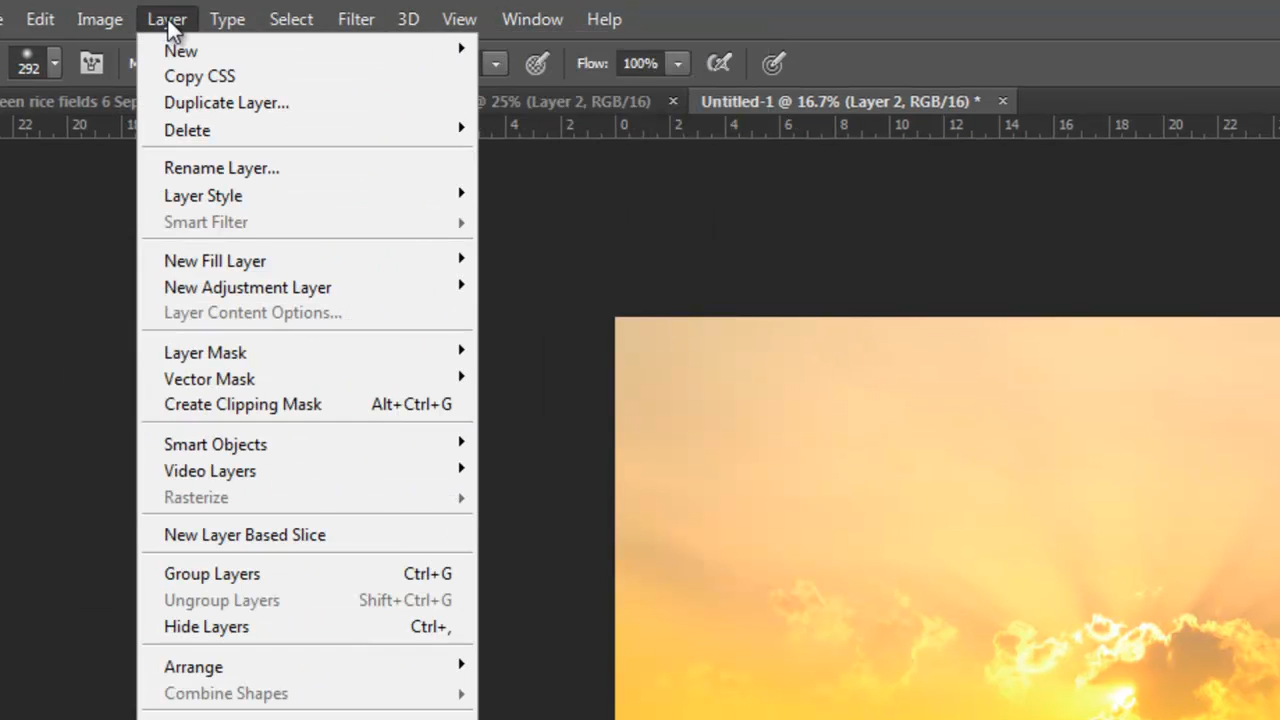 Edit Image Layer Type Select Filter 3D View Window Help
292 Flow: 100%
een rice fields 6 Sep @ 25% (Layer 2, RGB/16) × Untitled-1 @ 16.7% (Layer 2, RGB/16) * ×
22 20 18 4 2 0 2 4 6 8 10 12 14 16 18 20 22
New
Copy CSS
Duplicate Layer...
Delete
Rename Layer...
Layer Style
Smart Filter
New Fill Layer
New Adjustment Layer
Layer Content Options...
Layer Mask
Vector Mask
Create Clipping Mask Alt+Ctrl+G
Smart Objects
Video Layers
Rasterize
New Layer Based Slice
Group Layers Ctrl+G
Ungroup Layers Shift+Ctrl+G
Hide Layers Ctrl+,
Arrange
Combine Shapes